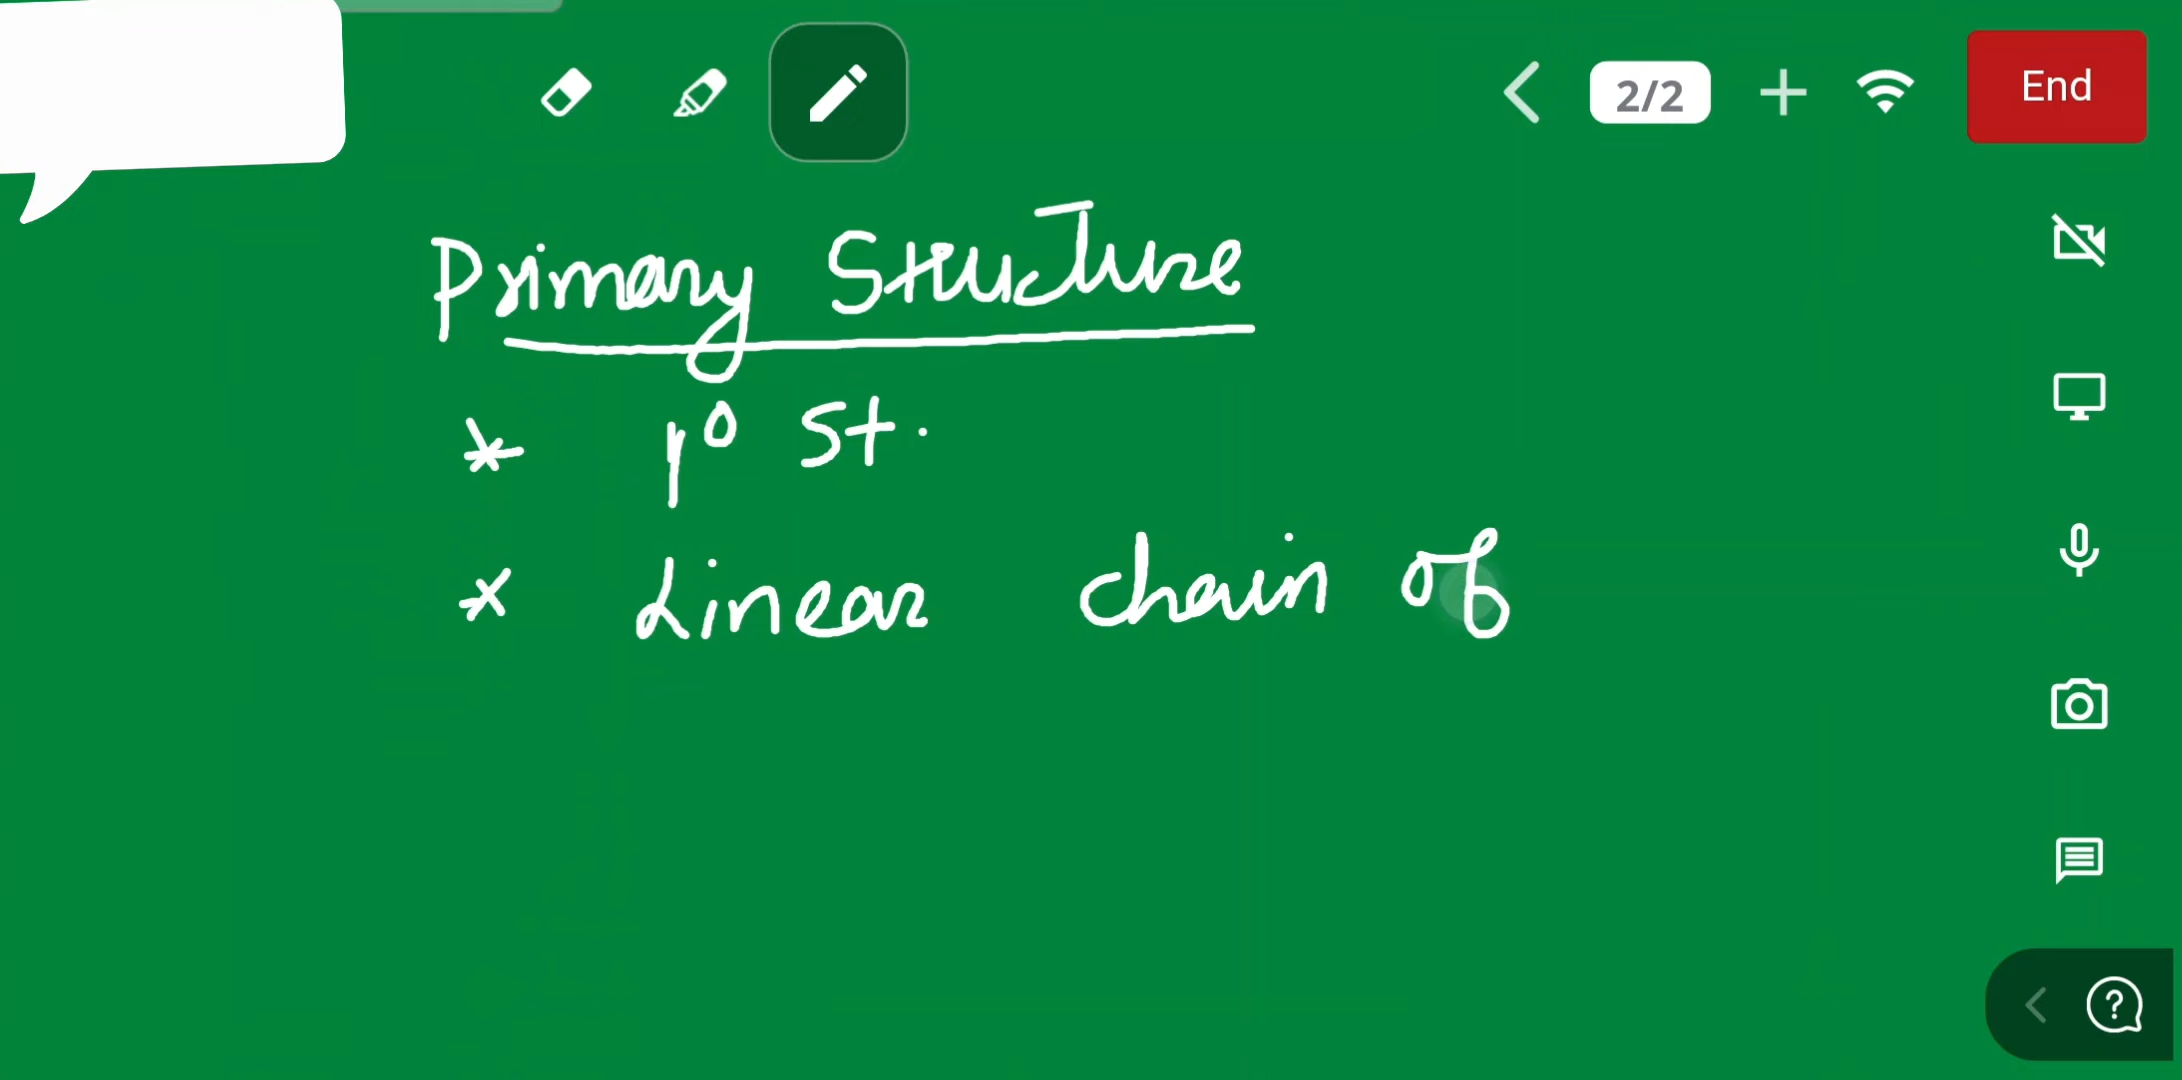 2/2
End
Primary Structure
* 1° St.
* Linear chain of